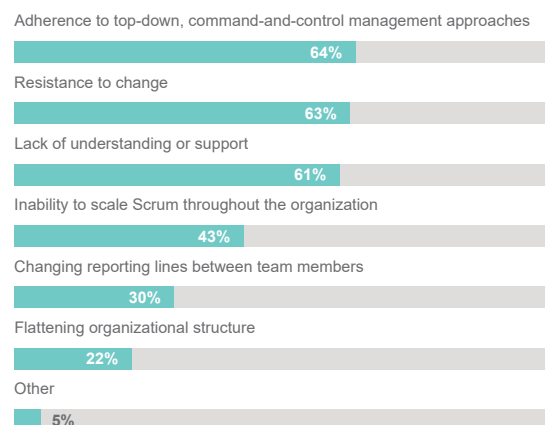 Adherence to top-down, command-and-control management approaches
64%
Resistance to change
63%
Lack of understanding or support
61%
Inability to scale Scrum throughout the organization
43%
Changing reporting lines between team members
30%
Flattening organizational structure
22%
Other
5%